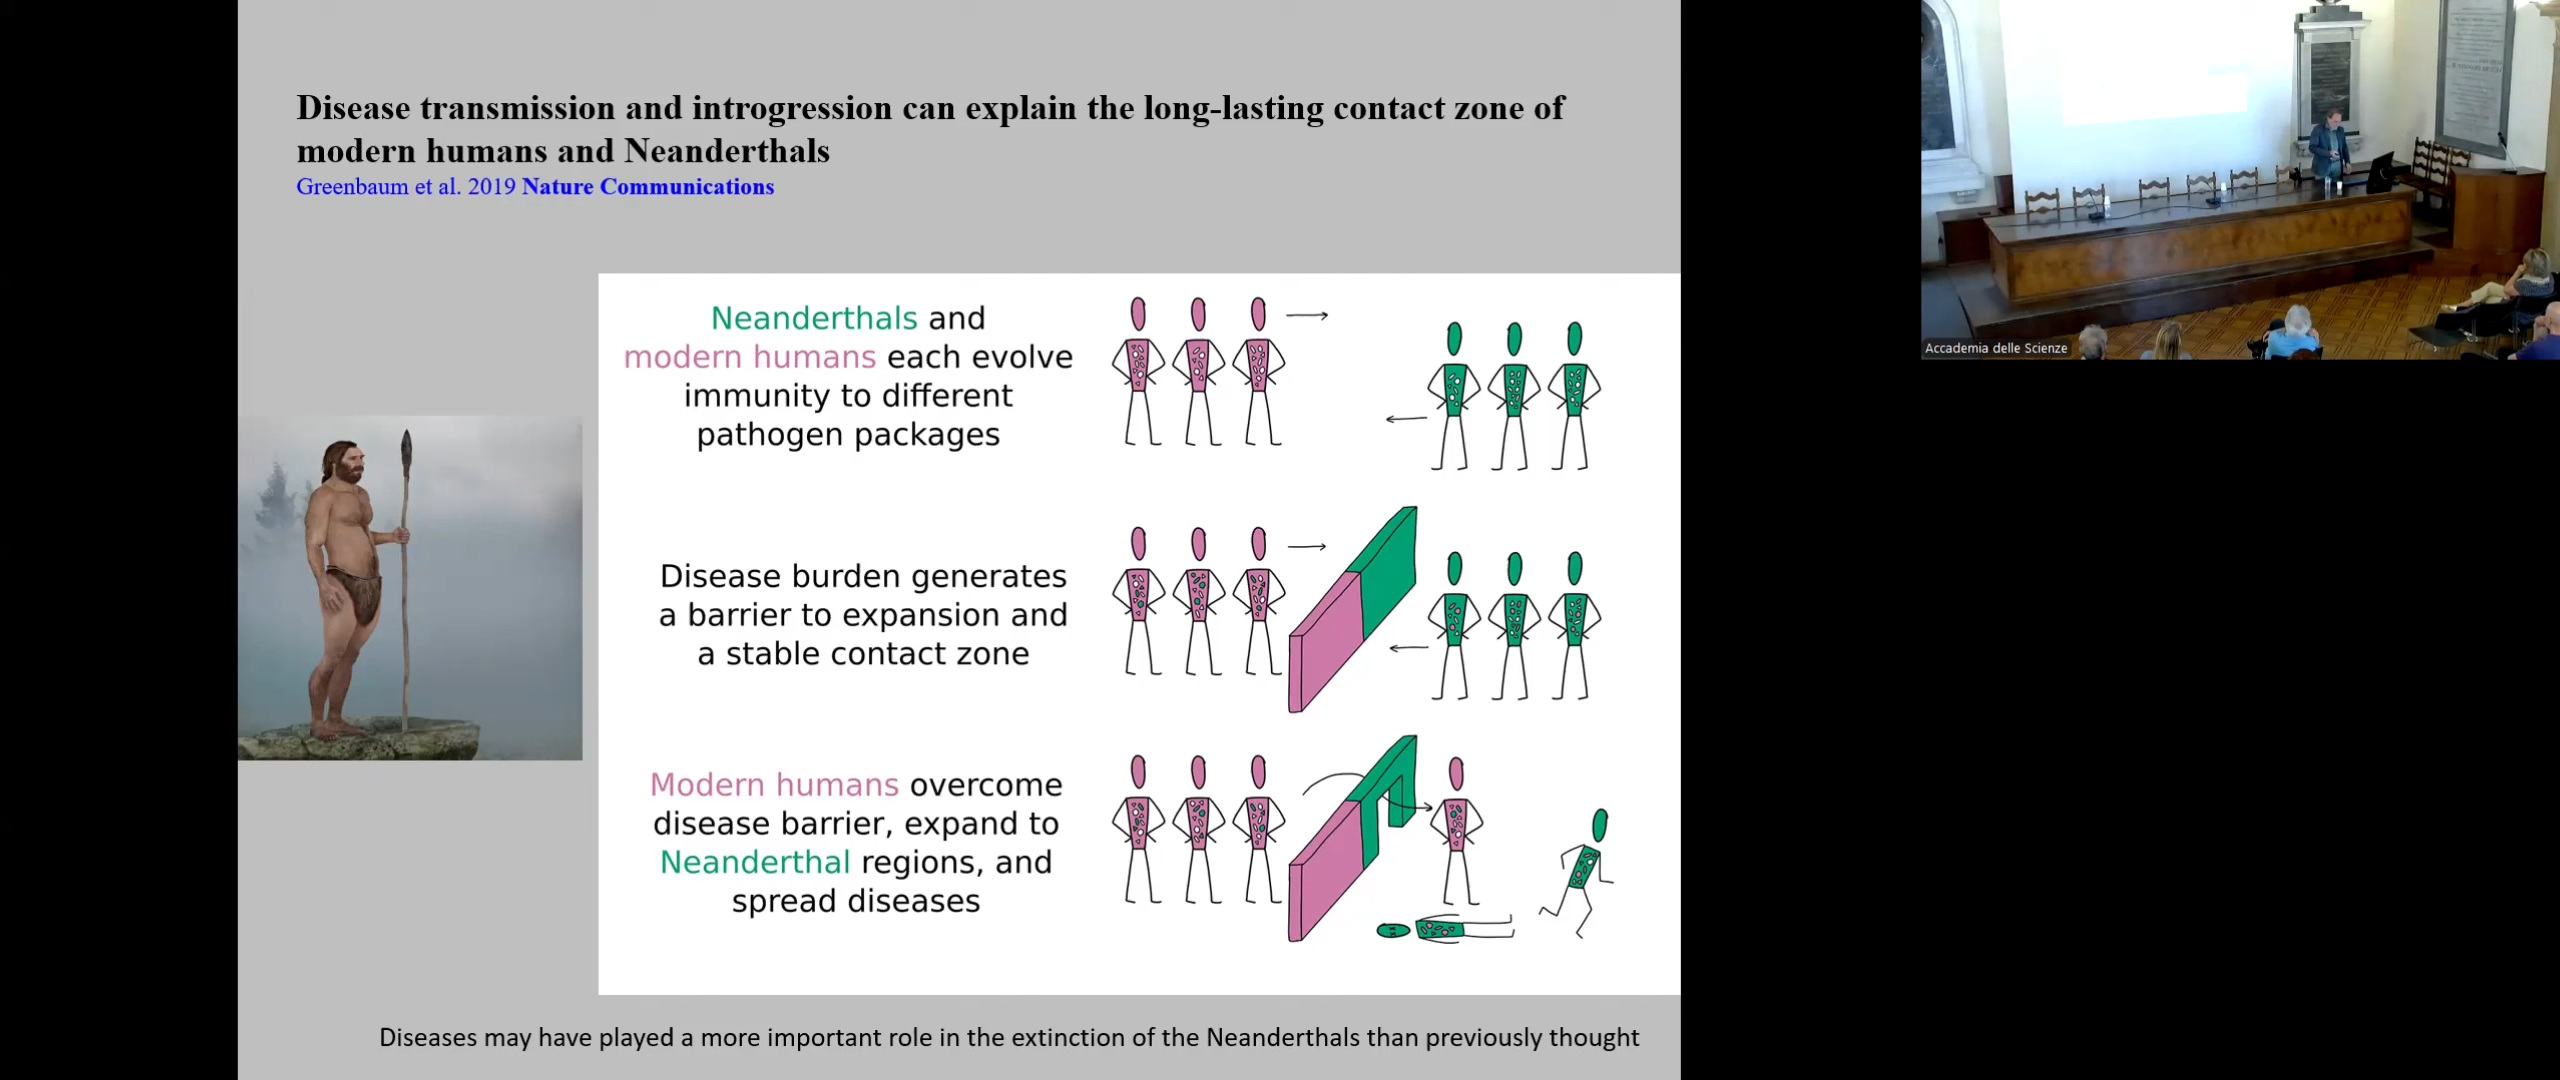 Disease transmission and introgression can explain the long-lasting contact zone of
modern humans and Neanderthals
Greenbaum et al. 2019 Nature Communications
Neanderthals and
modern humans each evolve
immunity to different
pathogen packages
Disease burden generates
a barrier to expansion and
a stable contact zone
Modern humans overcome
disease barrier, expand to
Neanderthal regions, and
spread diseases
Diseases may have played a more important role in the extinction of the Neanderthals than previously thought
Accademia delle Scienze